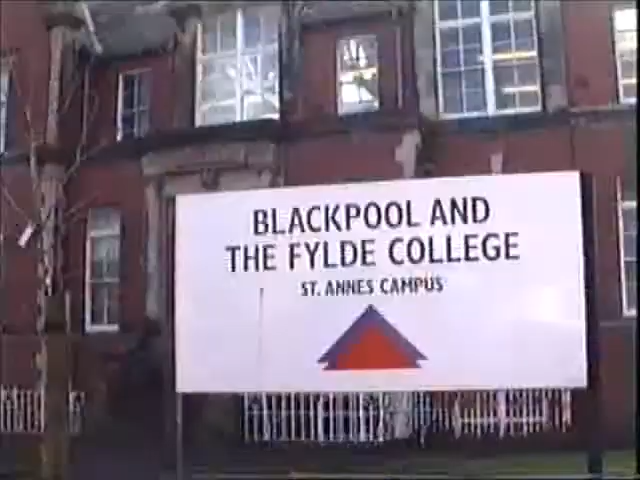 BLACKPOOL AND
THE FYLDE COLLEGE
ST. ANNES CAMPUS